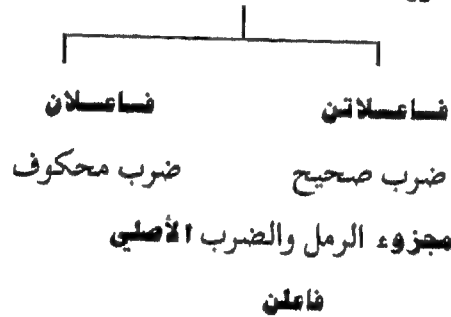 فاعلاتن فاعلان
ضرب صحيح ضرب محكوف
مجزوء الرمل والضرب الأصلي
فاعلن